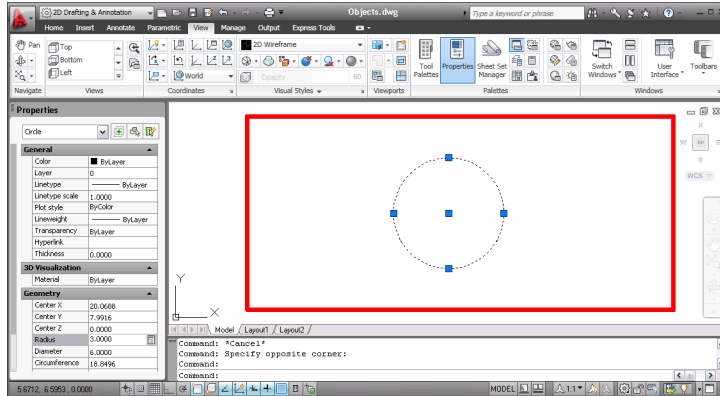 2D Drafting & Annotation
Objects.dwg
Type a keyword or phrase
Home Insert Annotate Parametric View Manage Output Express Tools
Pan
Top
Bottom
Left
2D Wireframe
World
Opacity 60
Tool Palettes
Properties
Sheet Set Manager
Switch Windows
User Interface
Toolbars
Navigate Views Coordinates Visual Styles Viewports Palettes Windows
Properties
Circle
General
Color ByLayer
Layer 0
Linetype ByLayer
Linetype scale 1.0000
Plot style ByColor
Lineweight ByLayer
Transparency ByLayer
Hyperlink
Thickness 0.0000
3D Visualization
Material ByLayer
Geometry
Center X 20.0688
Center Y 7.9916
Center Z 0.0000
Radius 3.0000
Diameter 6.0000
Circumference 18.8496
WCS
Y
X
Model Layout1 Layout2
Command: *Cancel*
Command: Specify opposite corner:
Command:
Command:
5.6712, 6.5953, 0.0000
MODEL
1:1